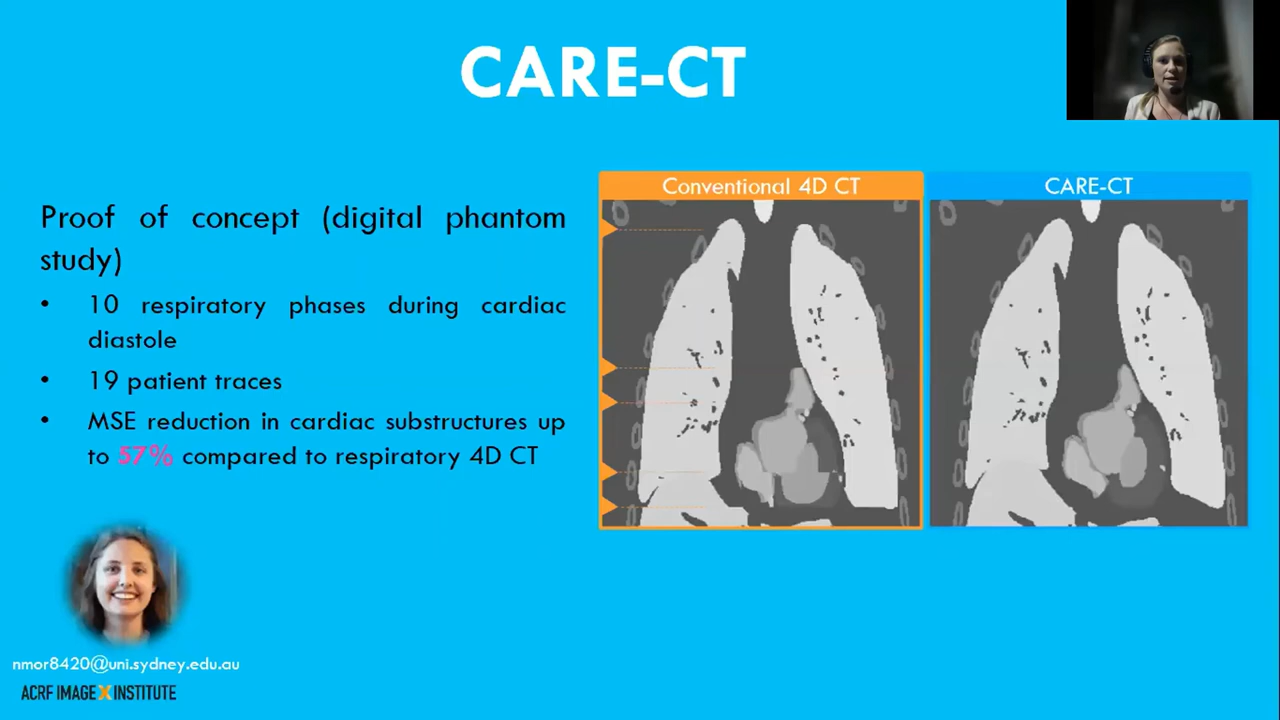 CARE-CT
Proof of concept (digital phantom
study)
• 10 respiratory phases during cardiac
diastole
• 19 patient traces
• MSE reduction in cardiac substructures up
to 57% compared to respiratory 4D CT
Conventional 4D CT
CARE-CT
nmor8420@uni.sydney.edu.au
ACRF IMAGE X INSTITUTE